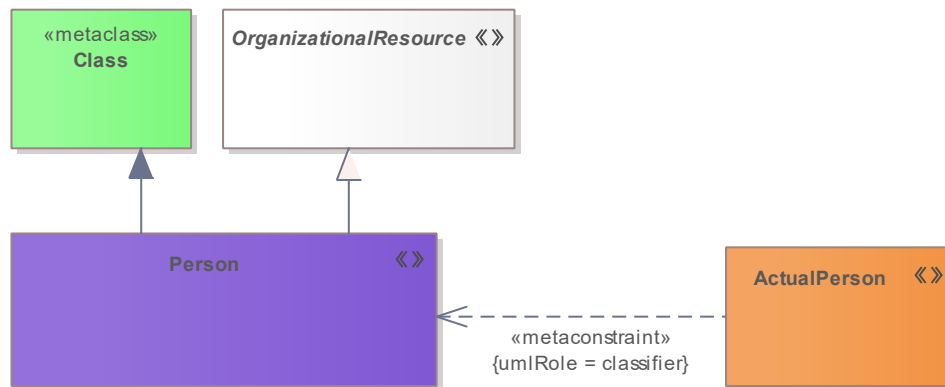 «metaclass»
Class
OrganizationalResource «»
Person «»
ActualPerson «»
«metaconstraint»
{umlRole = classifier}